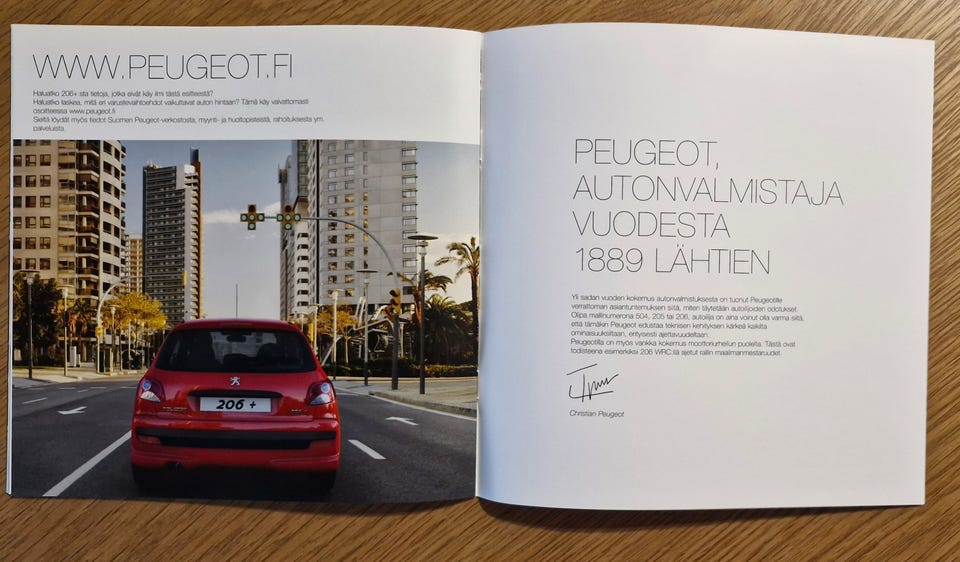 WWW.PEUGEOT.FI
Haluatko 206+:sta tietoja, jotka eivät käy ilmi tästä esitteestä?
Haluatko laskea, mitä eri varustevaihtoehdot vaikuttavat auton hintaan? Tämä käy vaivattomasti
osoitteessa www.peugeot.fi
Sieltä löydät myös tiedot Suomen Peugeot-verkostosta, myynti- ja huoltopisteistä, rahoituksesta ym.
palveluista.
206 +
PEUGEOT,
AUTONVALMISTAJA
VUODESTA
1889 LÄHTIEN
Yli sadan vuoden kokemus autonvalmistuksesta on tuonut Peugeotille
verrattoman asiantuntemuksen siitä, miten täytetään autoilijoiden odotukset.
Olipa mallinumerona 504, 205 tai 206, autoilija on aina voinut olla varma siitä,
että tämäkin Peugeot edustaa teknisen kehityksen kärkeä kaikilta
ominaisuuksiltaan, erityisesti ajettavuudeltaan.
Peugeotilla on myös vankka kokemus moottoriurheilun puolelta. Tästä ovat
todisteena esimerkiksi 206 WRC:llä ajetut rallin maailmanmestaruudet.
Christian Peugeot